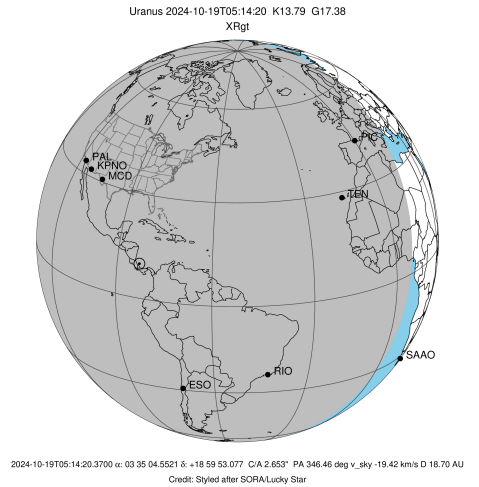 Uranus 2024-10-19T05:14:20 K13.79 G17.38
XRgt
PIC
PAL
KPNO
MCD
TEN
SAAO
RIO
ESO
2024-10-19T05:14:20.3700 α: 03 35 04.5521 δ: +18 59 53.077 C/A 2.653" PA 346.46 deg v_sky -19.42 km/s D 18.70 AU
Credit: Styled after SORA/Lucky Star